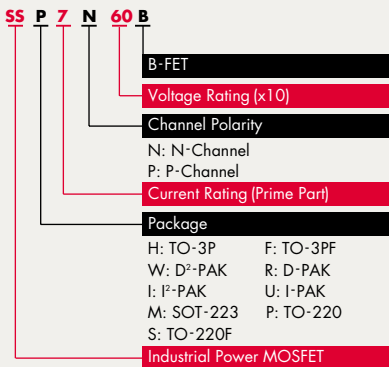 SS P 7 N 60 B
B-FET
Voltage Rating (x10)
Channel Polarity
N: N-Channel
P: P-Channel
Current Rating (Prime Part)
Package
H: TO-3P F: TO-3PF
W: D²-PAK R: D-PAK
I: I²-PAK U: I-PAK
M: SOT-223 P: TO-220
S: TO-220F
Industrial Power MOSFET